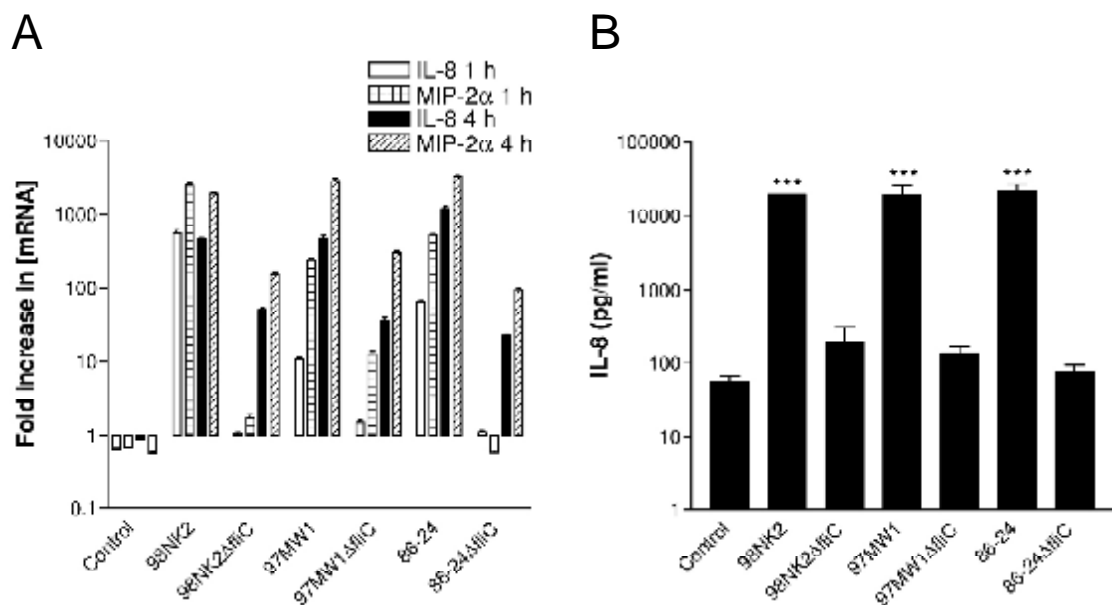 A
B
IL-8 1 h
MIP-2α 1 h
IL-8 4 h
MIP-2α 4 h
Fold Increase In [mRNA]
10000
1000
100
10
1
0.1
Control
98NK2
98NK2ΔfliC
97MW1
97MW1ΔfliC
86-24
86-24ΔfliC
IL-8 (pg/ml)
100000
10000
1000
100
10
1
***
***
***
Control
98NK2
98NK2ΔfliC
97MW1
97MW1ΔfliC
86-24
86-24ΔfliC